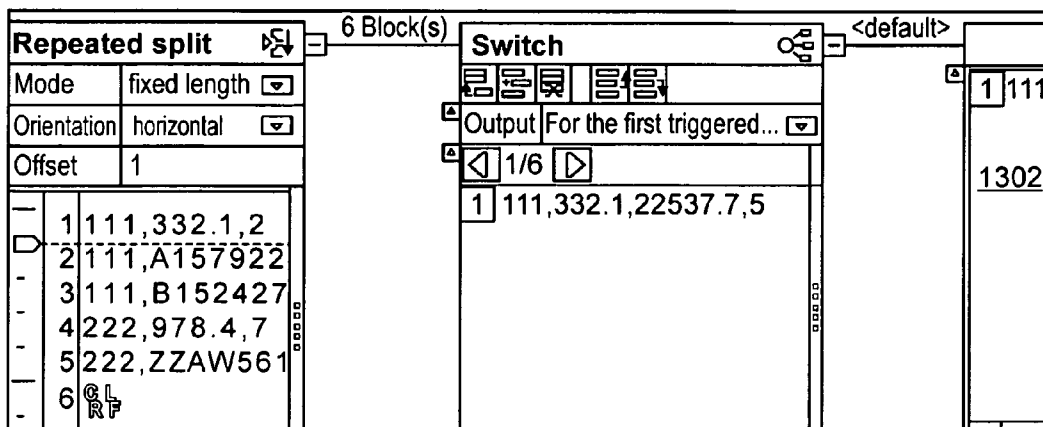 Repeated split
6 Block(s)
Switch
<default>
Mode fixed length
Orientation horizontal
Offset 1
Output For the first triggered...
1/6
1 111,332.1,2
2 111,A157922
3 111,B152427
4 222,978.4,7
5 222,ZZAW561
6 CR LF
1 111,332.1,22537.7,5
1 111
1302